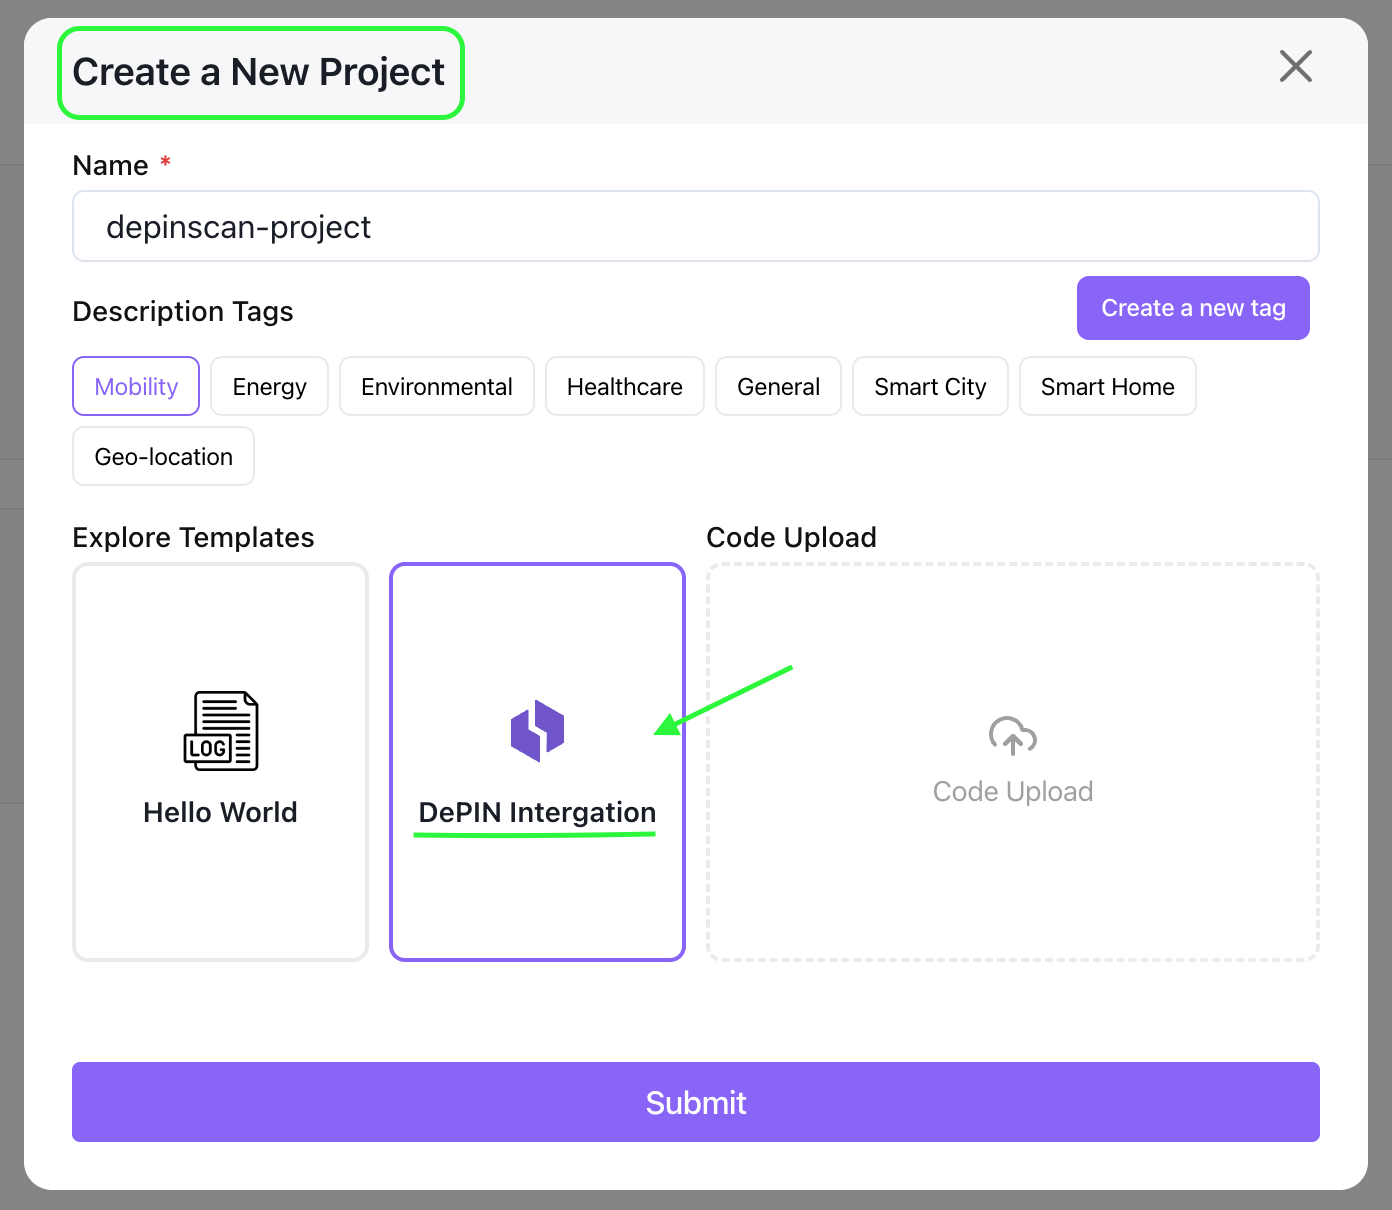 Create a New Project
Name *
depinscan-project
Description Tags
Create a new tag
Mobility
Energy
Environmental
Healthcare
General
Smart City
Smart Home
Geo-location
Explore Templates
Code Upload
LOG
Hello World
DePIN Intergation
Code Upload
Submit